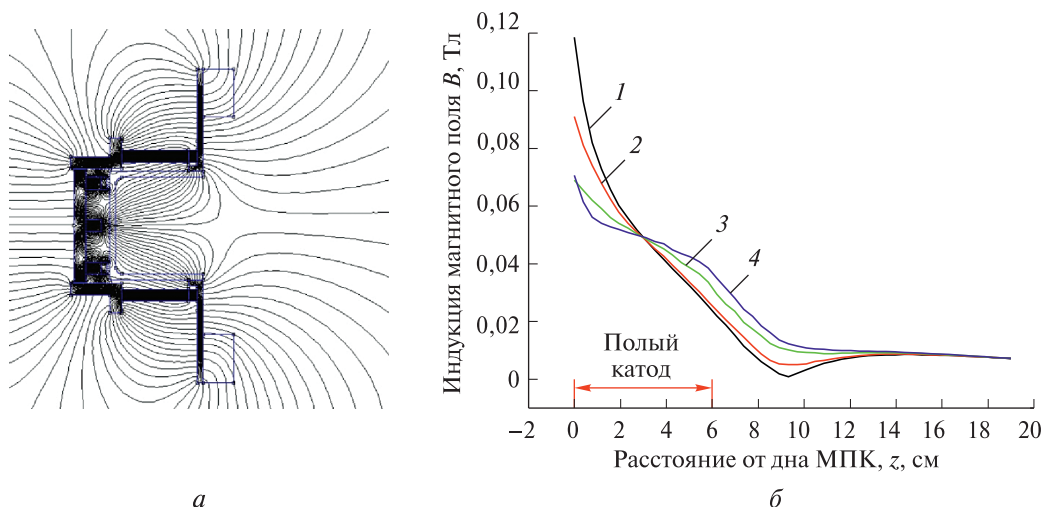 Индукция магнитного поля B, Тл
0,12
0,10
0,08
0,06
0,04
0,02
0
1
2
3
4
Полый
катод
−2 0 2 4 6 8 10 12 14 16 18 20
Расстояние от дна МПК, z, см
а
б